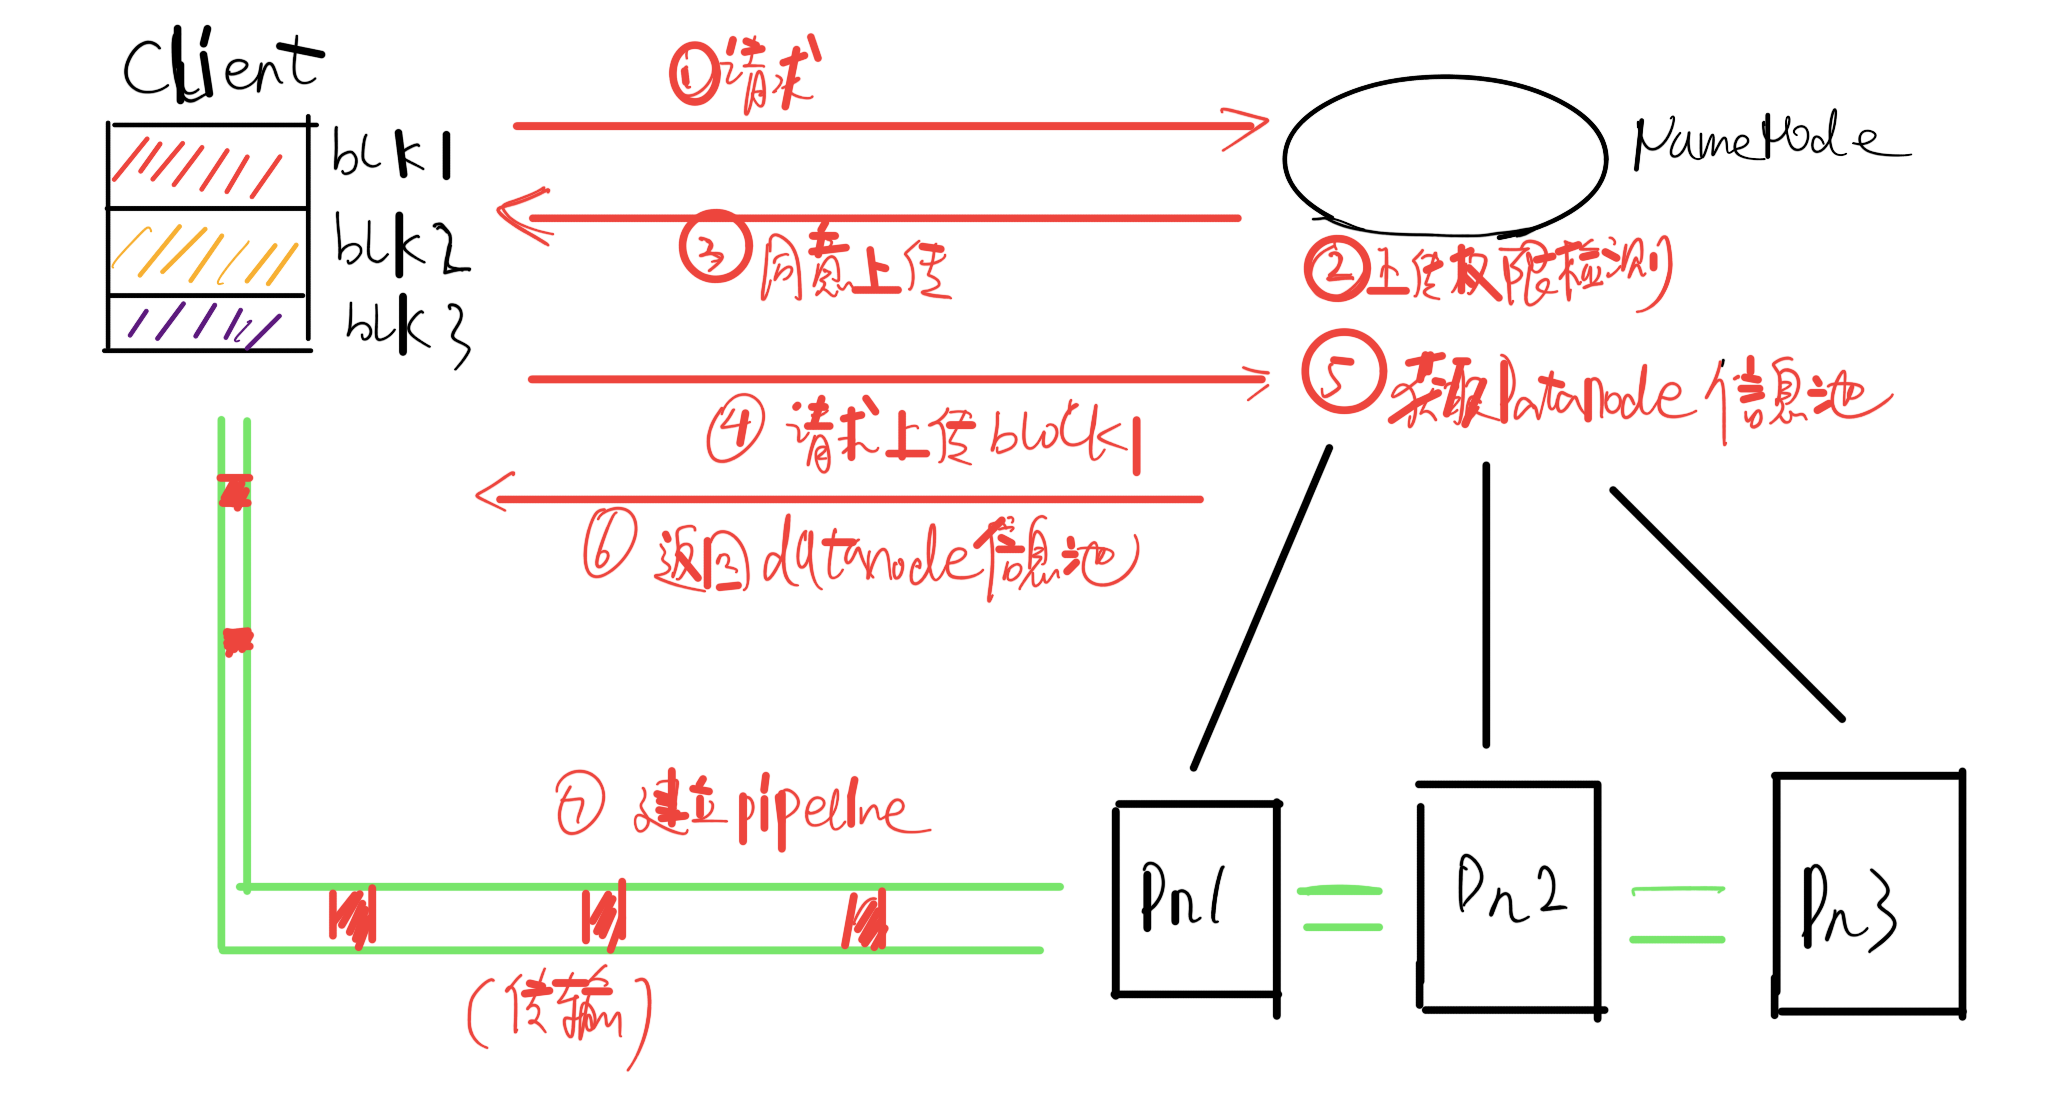 Client
blk1
blk2
blk3
①请求
NameNode
②上传权限检测
③同意上传
④请求上传block1
⑤获取Datanode信息池
⑥返回datanode信息池
⑦建立pipeline
Dn1
Dn2
Dn3
(传输)